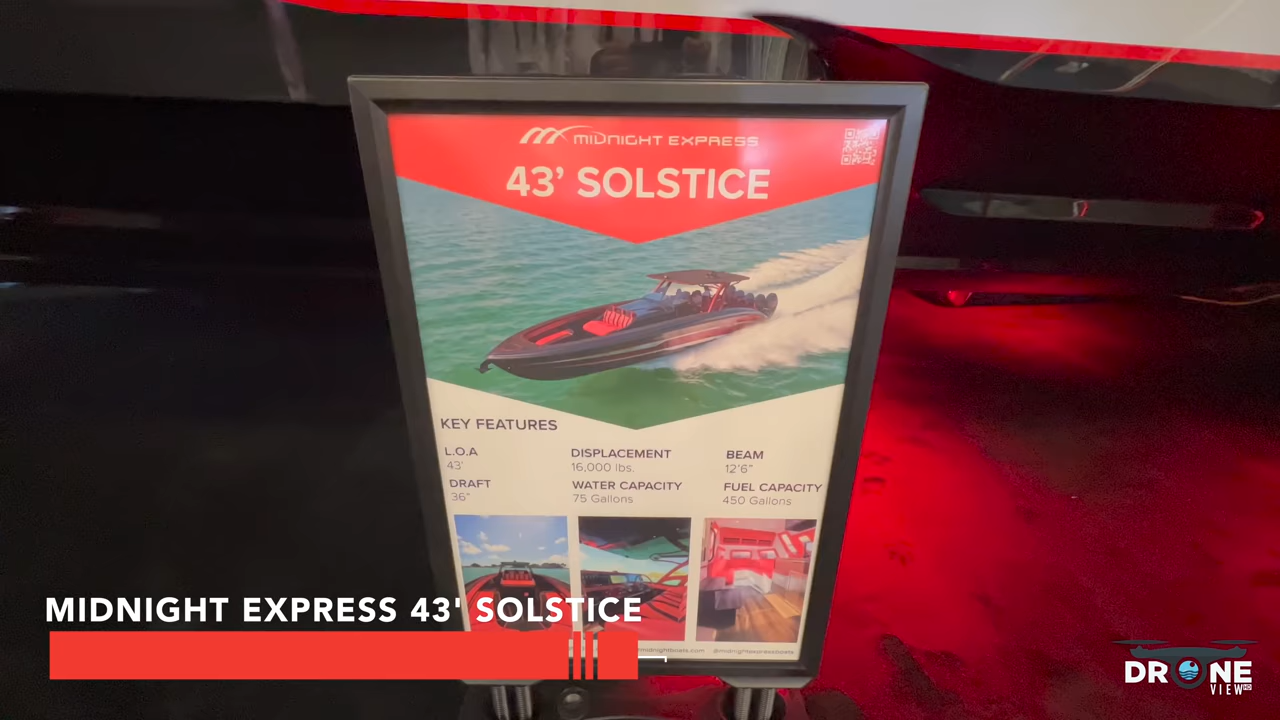 MIDNIGHT EXPRESS
43’ SOLSTICE
KEY FEATURES
L.O.A
43'
DISPLACEMENT
16,000 lbs.
BEAM
12'6"
DRAFT
36"
WATER CAPACITY
75 Gallons
FUEL CAPACITY
450 Gallons
midnightboats.com @midnightexpressboats
MIDNIGHT EXPRESS 43' SOLSTICE
DRONE
VIEW HD